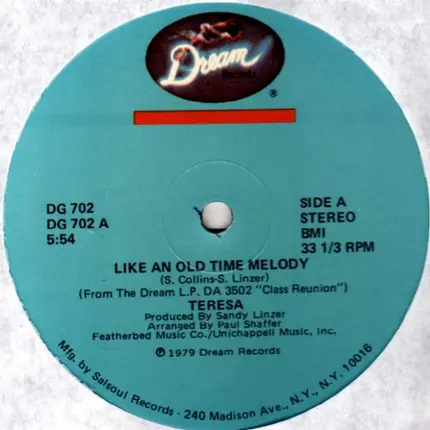 Dream
Records
®
DG 702
DG 702 A
5:54
SIDE A
STEREO
BMI
33 1/3 RPM
LIKE AN OLD TIME MELODY
(S. Collins-S. Linzer)
(From The Dream L.P. DA 3502 "Class Reunion")
TERESA
Produced By Sandy Linzer
Arranged By Paul Shaffer
Featherbed Music Co./Unichappell Music, Inc.
℗ 1979 Dream Records
Mfg. by Salsoul Records · 240 Madison Ave., N.Y., N.Y. 10016